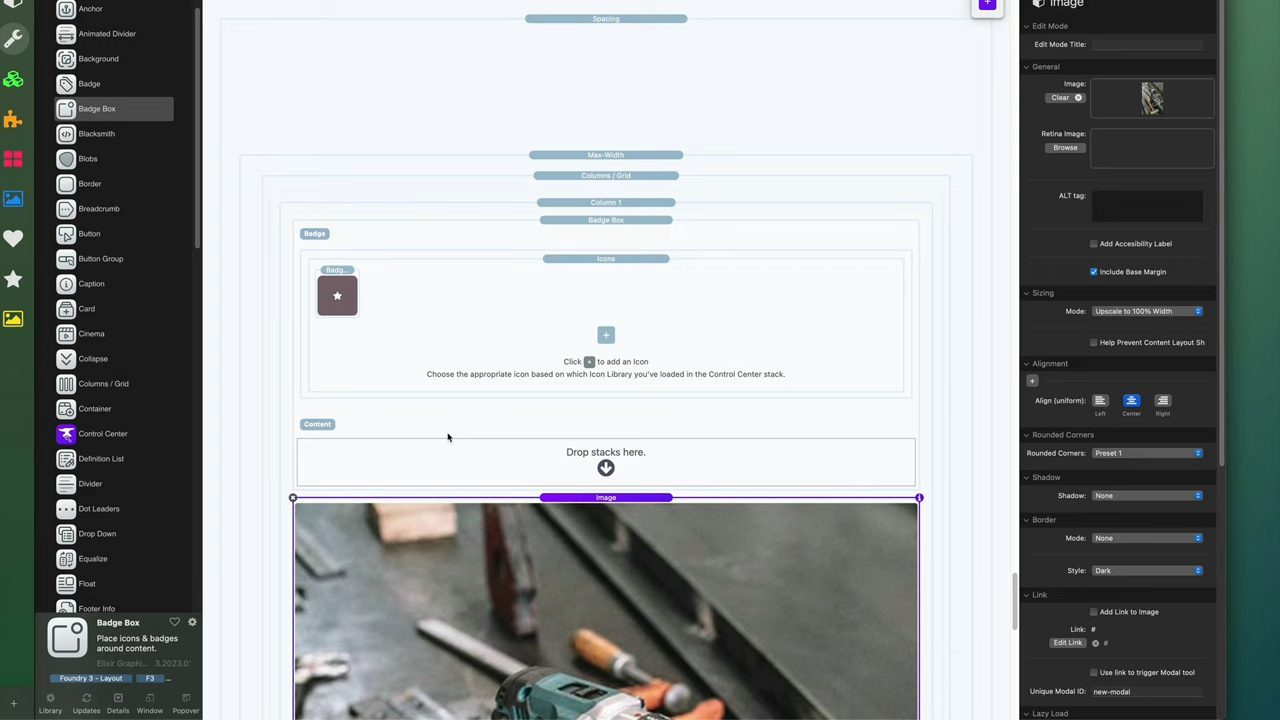 Anchor
Animated Divider
Background
Badge
Badge Box
Blacksmith
Blobs
Border
Breadcrumb
Button
Button Group
Caption
Card
Cinema
Collapse
Columns / Grid
Container
Control Center
Definition List
Divider
Dot Leaders
Drop Down
Equalize
Float
Footer Info
Badge Box
Place icons & badges
around content.
Elixir Graphi... 3.2023.0'
Foundry 3 - Layout F3 ...
Library Updates Details Window Popover
Spacing
Max-Width
Columns / Grid
Column 1
Badge Box
Badge
Icons
Badg...
Click + to add an Icon
Choose the appropriate icon based on which Icon Library you've loaded in the Control Center stack.
Content
Drop stacks here.
Image
Image
Edit Mode
Edit Mode Title:
General
Image:
Clear
Retina Image:
Browse
ALT tag:
Add Accesibility Label
Include Base Margin
Sizing
Mode: Upscale to 100% Width
Help Prevent Content Layout Sh
Alignment
Align (uniform):
Left Center Right
Rounded Corners
Rounded Corners: Preset 1
Shadow
Shadow: None
Border
Mode: None
Style: Dark
Link
Add Link to Image
Link: #
Edit Link #
Use link to trigger Modal tool
Unique Modal ID: new-modal
Lazy Load